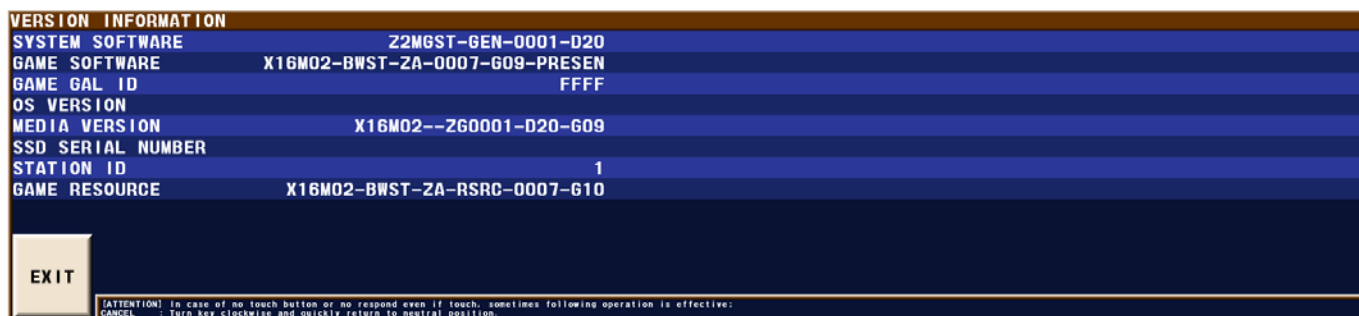 VERSION INFORMATION
SYSTEM SOFTWARE Z2MGST-GEN-0001-D20
GAME SOFTWARE X16M02-BWST-ZA-0007-G09-PRESEN
GAME GAL ID FFFF
OS VERSION
MEDIA VERSION X16M02--ZG0001-D20-G09
SSD SERIAL NUMBER
STATION ID 1
GAME RESOURCE X16M02-BWST-ZA-RSRC-0007-G10
EXIT
[ATTENTION] In case of no touch button or no respond even if touch, sometimes following operation is effective:
CANCEL : Turn key clockwise and quickly return to neutral position.